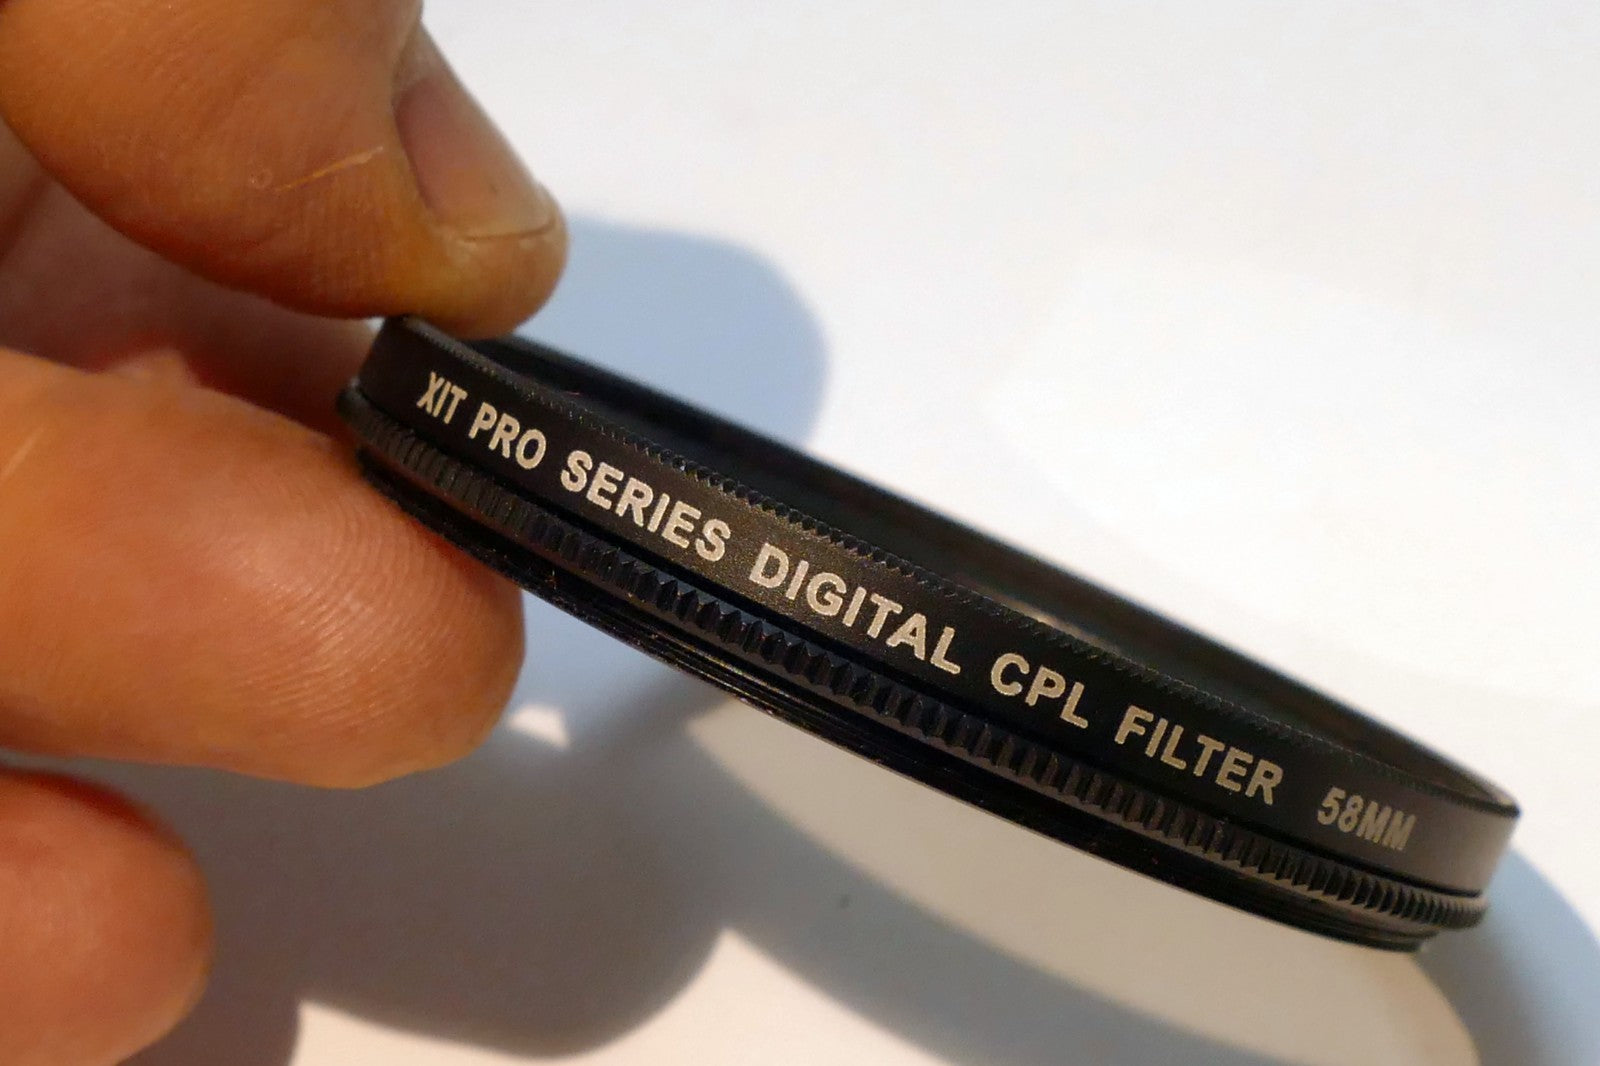 XIT PRO SERIES DIGITAL CPL FILTER 58MM